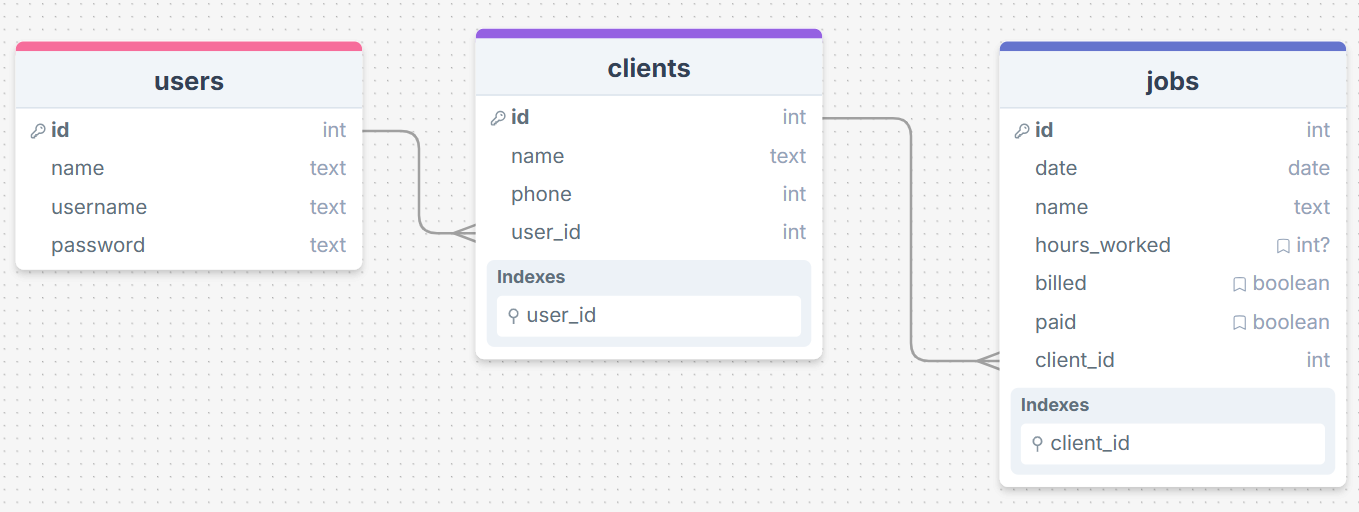 users
id int
name text
username text
password text
clients
id int
name text
phone int
user_id int
Indexes
user_id
jobs
id int
date date
name text
hours_worked int?
billed boolean
paid boolean
client_id int
Indexes
client_id